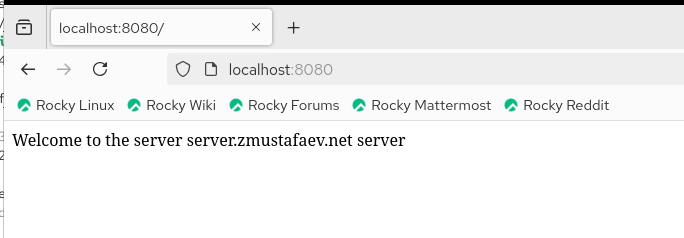 localhost:8080/
localhost:8080
Rocky Linux Rocky Wiki Rocky Forums Rocky Mattermost Rocky Reddit
Welcome to the server server.zmustafaev.net server